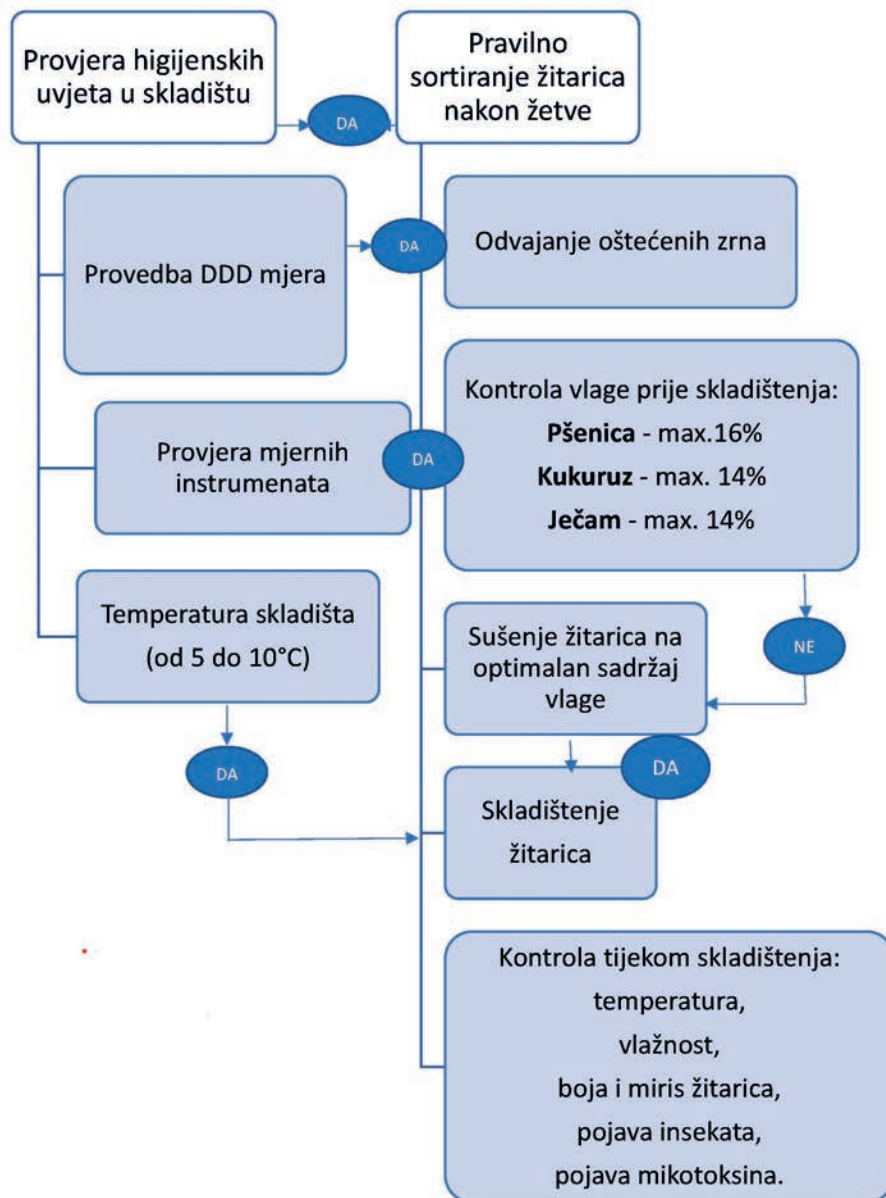 Provjera higijenskih
uvjeta u skladištu
DA
Pravilno
sortiranje žitarica
nakon žetve
Provedba DDD mjera
DA
Odvajanje oštećenih zrna
Provjera mjernih
instrumenata
DA
Kontrola vlage prije skladištenja:
Pšenica - max.16%
Kukuruz - max. 14%
Ječam - max. 14%
Temperatura skladišta
(od 5 do 10°C)
Sušenje žitarica na
optimalan sadržaj
vlage
NE
DA
DA
Skladištenje
žitarica
Kontrola tijekom skladištenja:
temperatura,
vlažnost,
boja i miris žitarica,
pojava insekata,
pojava mikotoksina.